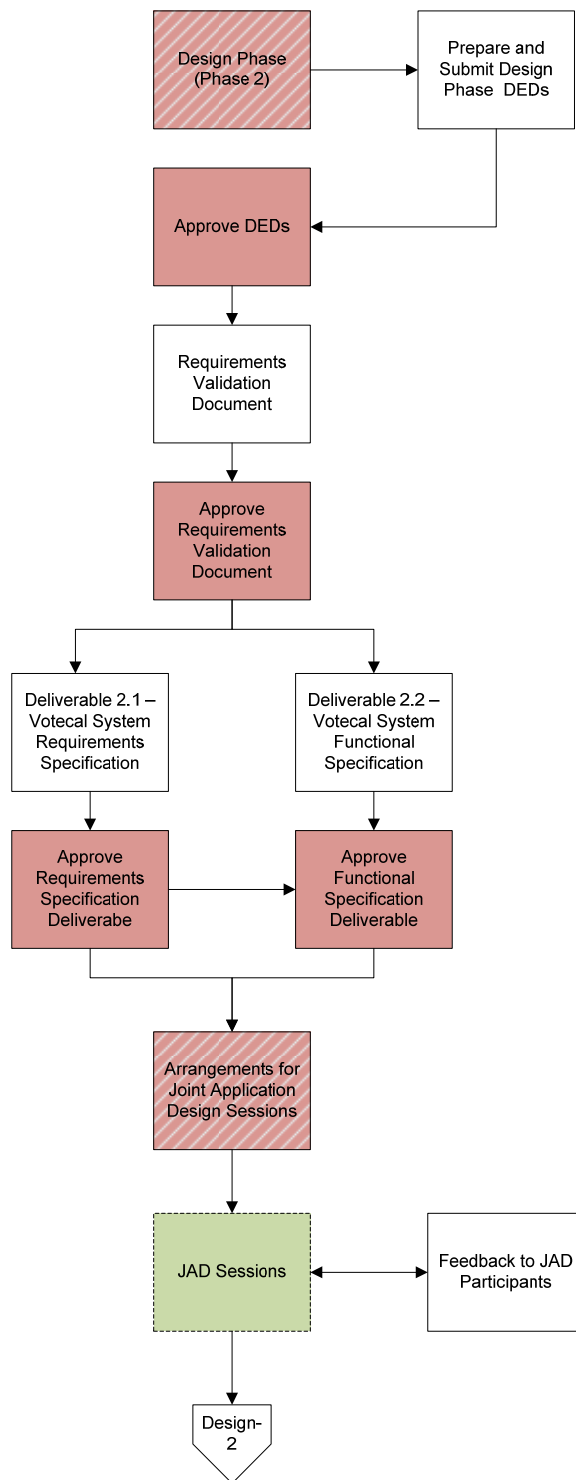 Design Phase
(Phase 2)
Prepare and
Submit Design
Phase DEDs
Approve DEDs
Requirements
Validation
Document
Approve
Requirements
Validation
Document
Deliverable 2.1 –
Votecal System
Requirements
Specification
Deliverable 2.2 –
Votecal System
Functional
Specification
Approve
Requirements
Specification
Deliverabe
Approve
Functional
Specification
Deliverable
Arrangements for
Joint Application
Design Sessions
JAD Sessions
Feedback to JAD
Participants
Design-
2